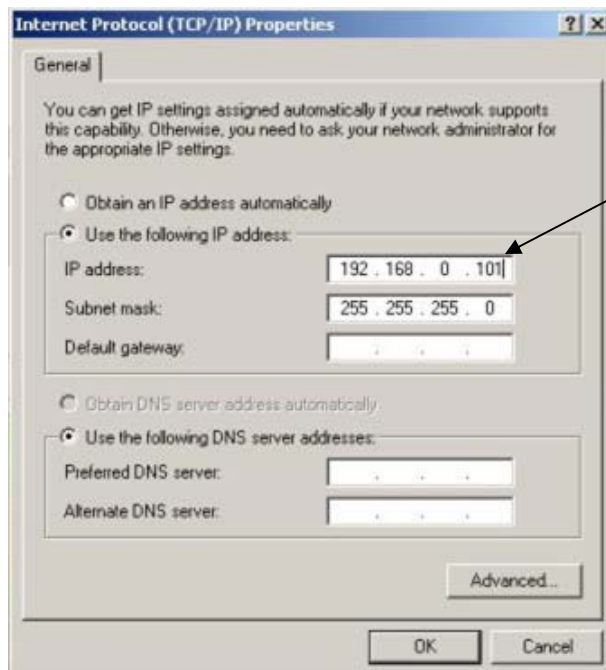 Internet Protocol (TCP/IP) Properties
General
You can get IP settings assigned automatically if your network supports
this capability. Otherwise, you need to ask your network administrator for
the appropriate IP settings.
Obtain an IP address automatically
Use the following IP address:
IP address: 192 . 168 . 0 . 101
Subnet mask: 255 . 255 . 255 . 0
Default gateway: . . .
Obtain DNS server address automatically
Use the following DNS server addresses:
Preferred DNS server: . . .
Alternate DNS server: . . .
Advanced...
OK Cancel